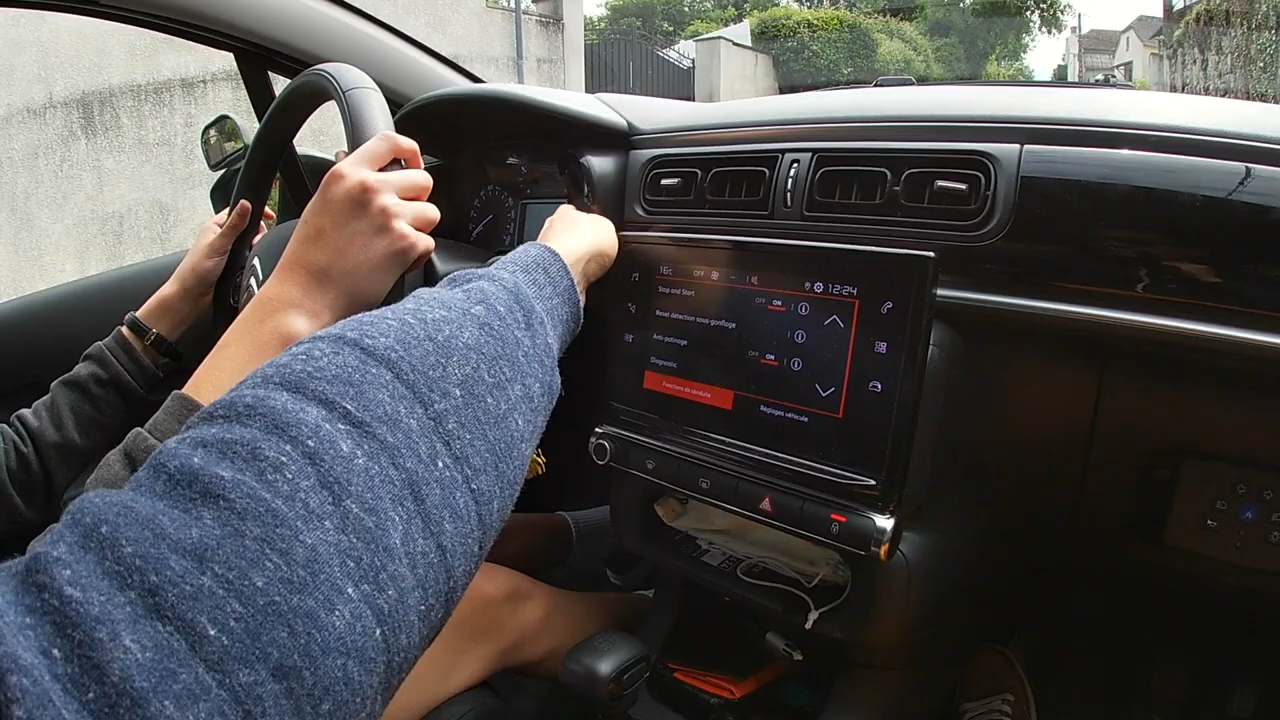 16°c OFF -- 12:24
Stop and Start OFF ON
Reset détection sous-gonflage
Anti-patinage OFF ON
Diagnostic
Fonctions de conduite Réglages véhicule